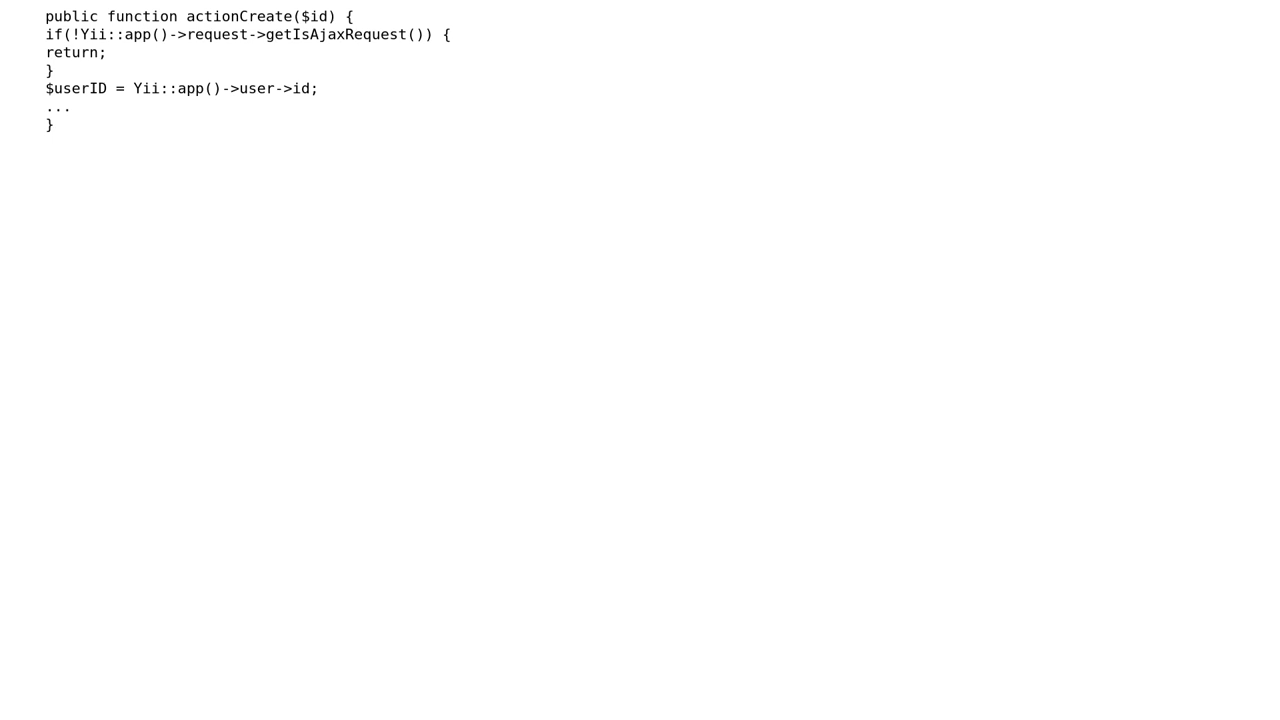 public function actionCreate($id) {
if(!Yii::app()->request->getIsAjaxRequest()) {
return;
}
$userID = Yii::app()->user->id;
...
}